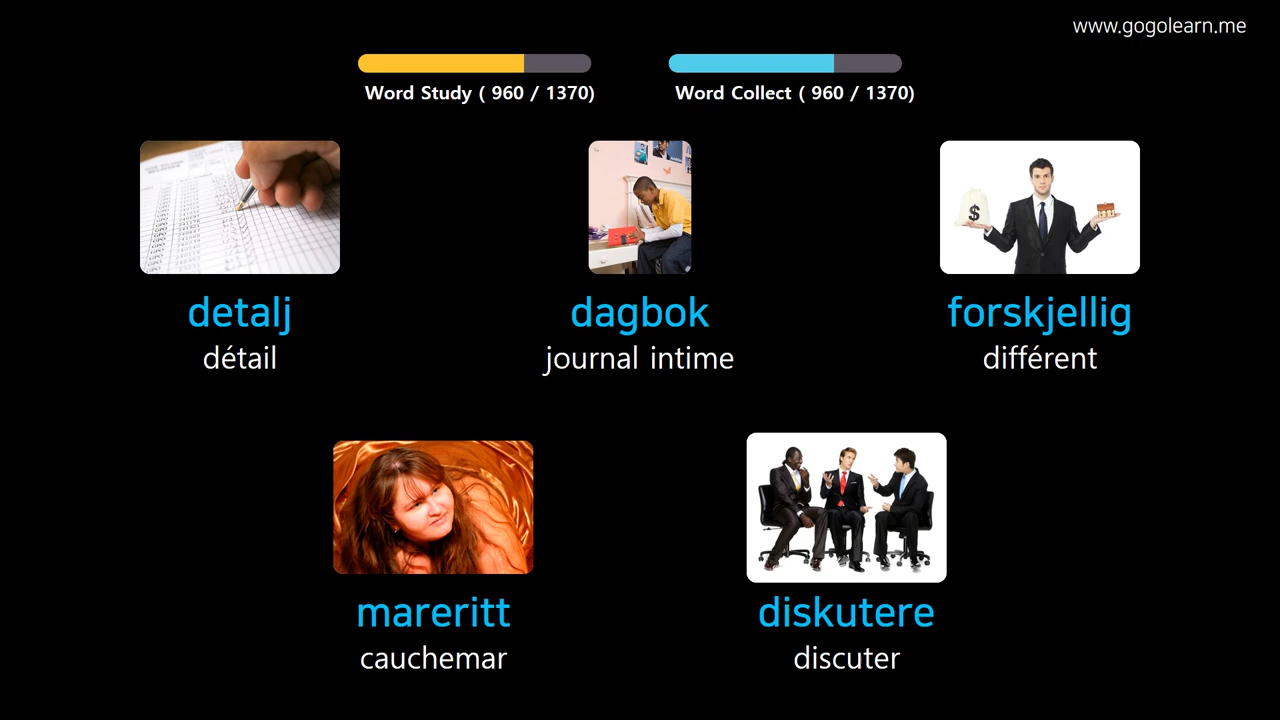 www.gogolearn.me
Word Study ( 960 / 1370)
Word Collect ( 960 / 1370)
detalj
détail
dagbok
journal intime
forskjellig
différent
$
mareritt
cauchemar
diskutere
discuter